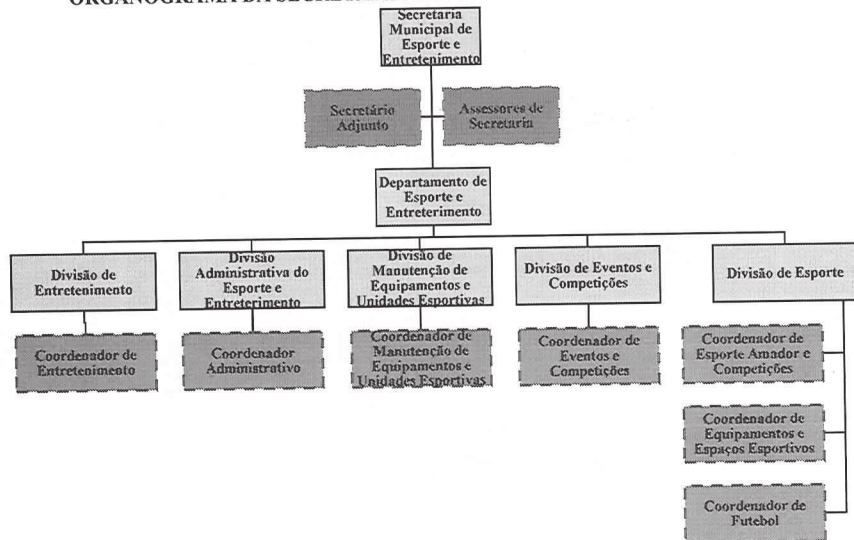 ORGANOGRAMA DA
Secretaria
Municipal de
Esporte e
Entretenimento
Secretário
Adjunto
Assessores de
Secretaria
Departamento de
Esporte e
Entreterimento
Divisão de
Entretenimento
Divisão
Administrativa do
Esporte e
Entreterimento
Divisão de
Manutenção de
Equipamentos e
Unidades Esportivas
Divisão de Eventos e
Competições
Divisão de Esporte
Coordenador de
Entretenimento
Coordenador
Administrativo
Coordenador de
Manutenção de
Equipamentos e
Unidades Esportivas
Coordenador de
Eventos e
Competições
Coordenador de
Esporte Amador e
Competições
Coordenador de
Equipamentos e
Espaços Esportivos
Coordenador de
Futebol